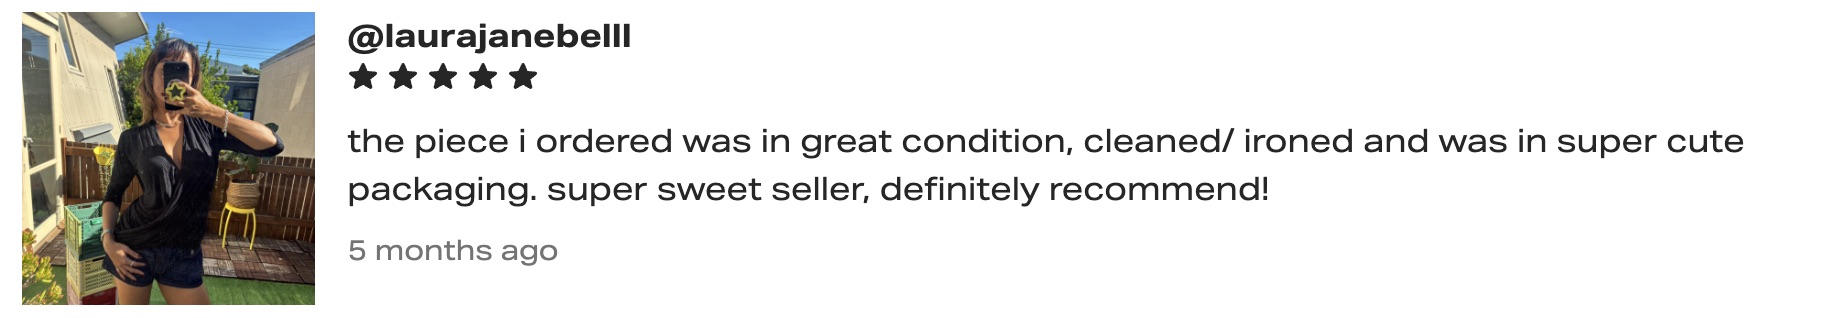 @laurajanebelll
★ ★ ★ ★ ★
the piece i ordered was in great condition, cleaned/ ironed and was in super cute
packaging. super sweet seller, definitely recommend!
5 months ago